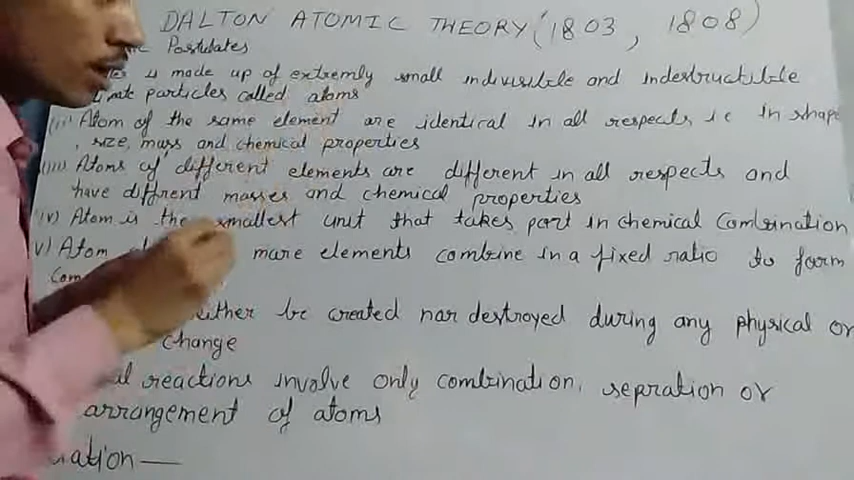 DALTON ATOMIC THEORY (1803, 1808)
Postulates
is made up of extremly small indivisible and indestructible
particles called atoms
(ii) Atom of the same element are identical in all respects i.e in shape
, size, mass and chemical properties
(iii) Atoms of different elements are different in all respects and
have diffrent masses and chemical properties
(iv) Atom is the smallest unit that takes part in chemical Combination
v) Atom more elements combine in a fixed ratio to form
Com
either be created nor destroyed during any physical or
change
reactions involve only combination, sepration or
arrangement of atoms